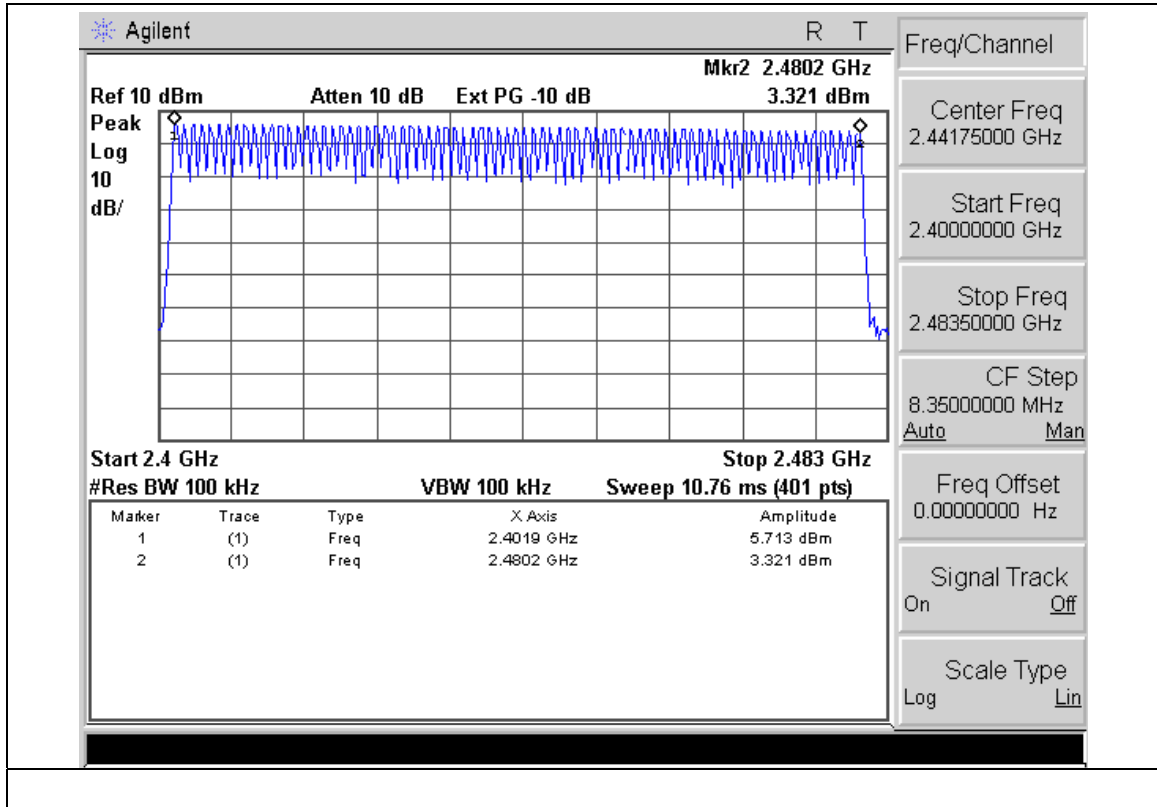 Agilent
R T
Freq/Channel
Mkr2 2.4802 GHz
Ref 10 dBm Atten 10 dB Ext PG -10 dB 3.321 dBm
Peak
Log
10
dB/
1
2
Center Freq
2.44175000 GHz
Start Freq
2.40000000 GHz
Stop Freq
2.48350000 GHz
CF Step
8.35000000 MHz
Auto Man
Freq Offset
0.00000000 Hz
Signal Track
On Off
Scale Type
Log Lin
Start 2.4 GHz Stop 2.483 GHz
#Res BW 100 kHz VBW 100 kHz Sweep 10.76 ms (401 pts)
Marker Trace Type X Axis Amplitude
1 (1) Freq 2.4019 GHz 5.713 dBm
2 (1) Freq 2.4802 GHz 3.321 dBm